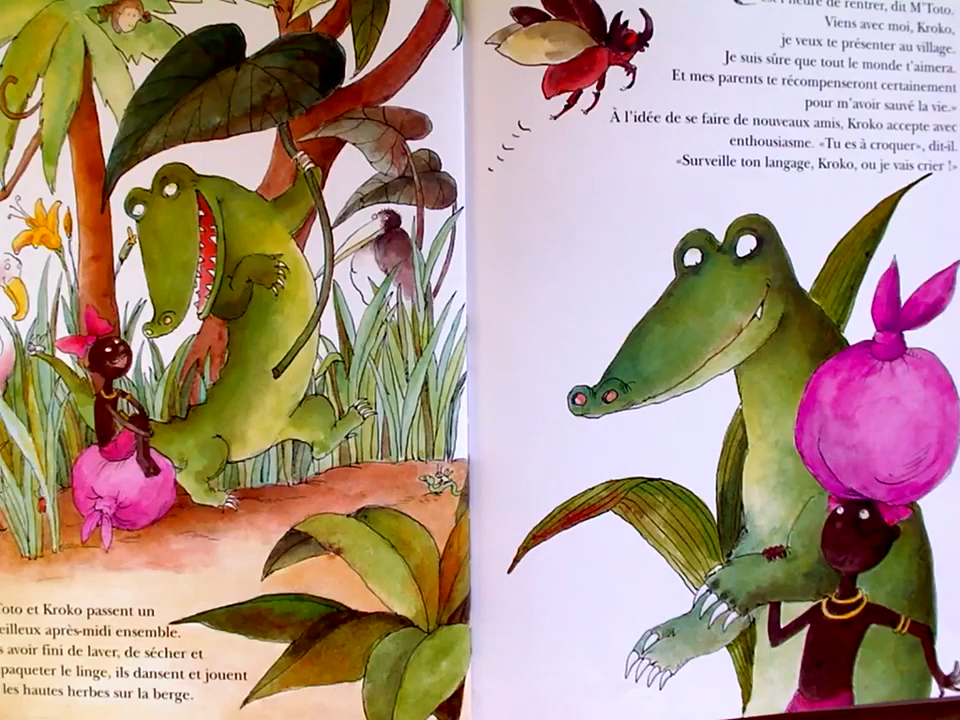 Toto et Kroko passent un
après-midi ensemble.
avoir fini de laver, de sécher et
le linge, ils dansent et jouent
les hautes herbes sur la berge.
l'heure de rentrer, dit M'Toto.
Viens avec moi, Kroko,
je veux te présenter au village.
Je suis sûre que tout le monde t'aimera.
Et mes parents te récompenseront certainement
pour m'avoir sauvé la vie.»
À l'idée de se faire de nouveaux amis, Kroko accepte avec
enthousiasme. «Tu es à croquer», dit-il.
«Surveille ton langage, Kroko, ou je vais crier !»